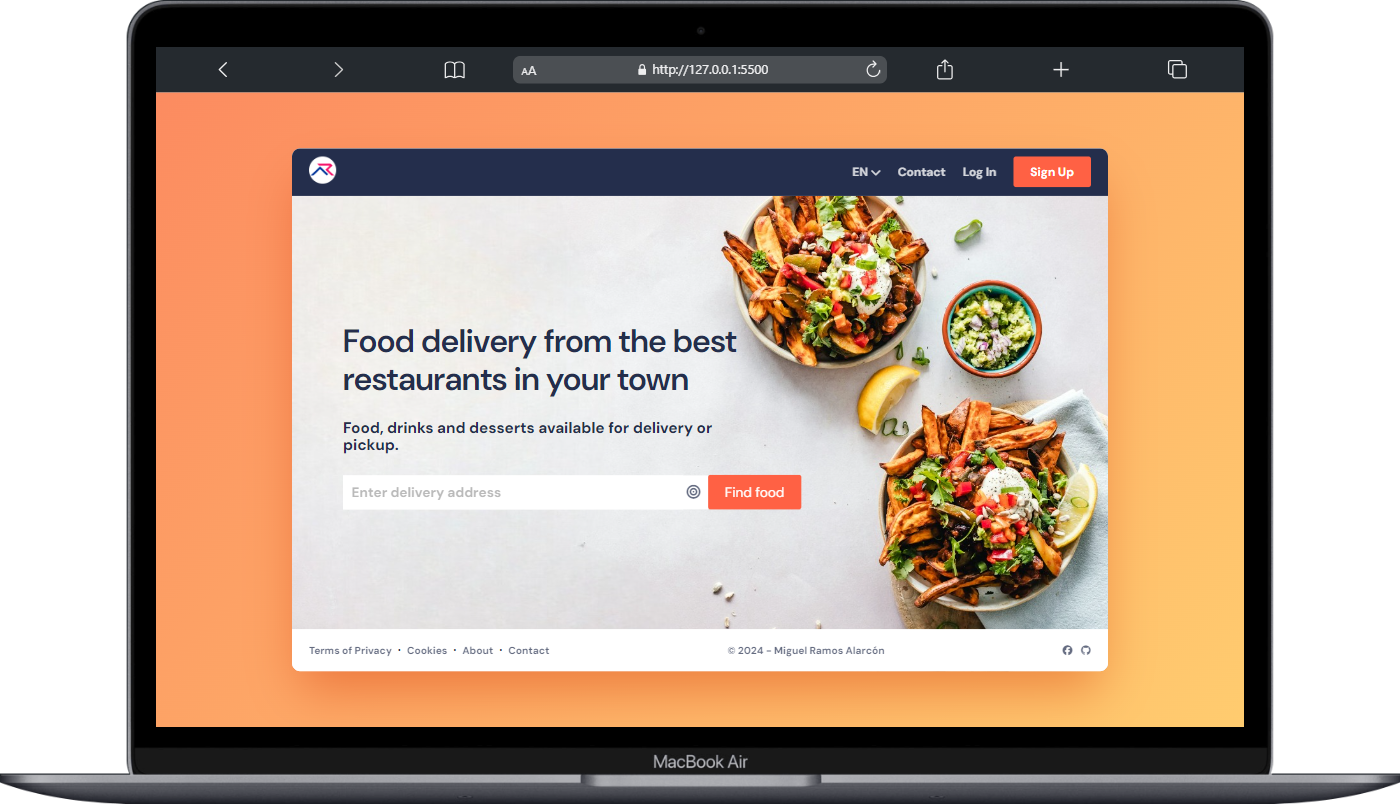 AA http://127.0.0.1:5500
AR EN Contact Log In Sign Up
Food delivery from the best
restaurants in your town
Food, drinks and desserts available for delivery or
pickup.
Enter delivery address Find food
Terms of Privacy · Cookies · About · Contact © 2024 - Miguel Ramos Alarcón
MacBook Air